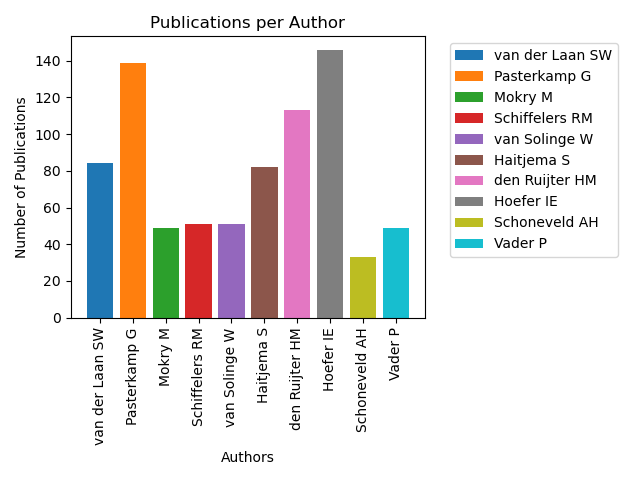 Publications per Author
Number of Publications
140
120
100
80
60
40
20
0
van der Laan SW
Pasterkamp G
Mokry M
Schiffelers RM
van Solinge W
Haitjema S
den Ruijter HM
Hoefer IE
Schoneveld AH
Vader P
Authors
van der Laan SW
Pasterkamp G
Mokry M
Schiffelers RM
van Solinge W
Haitjema S
den Ruijter HM
Hoefer IE
Schoneveld AH
Vader P